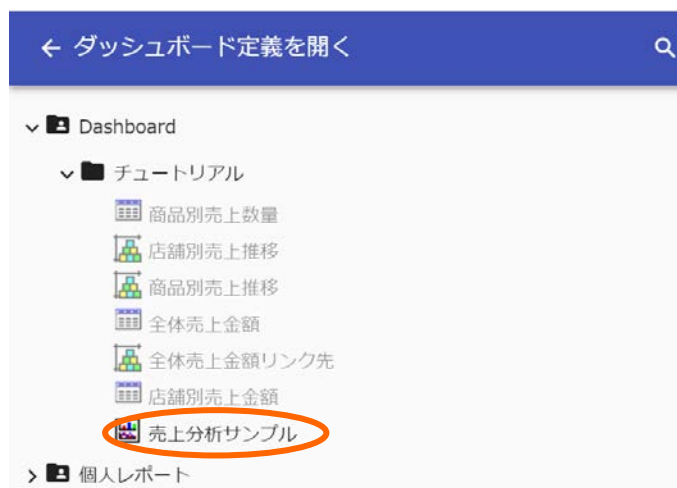 ← ダッシュボード定義を開く
Dashboard
チュートリアル
商品別売上数量
店舗別売上推移
商品別売上推移
全体売上金額
全体売上金額リンク先
店舗別売上金額
売上分析サンプル
個人レポート